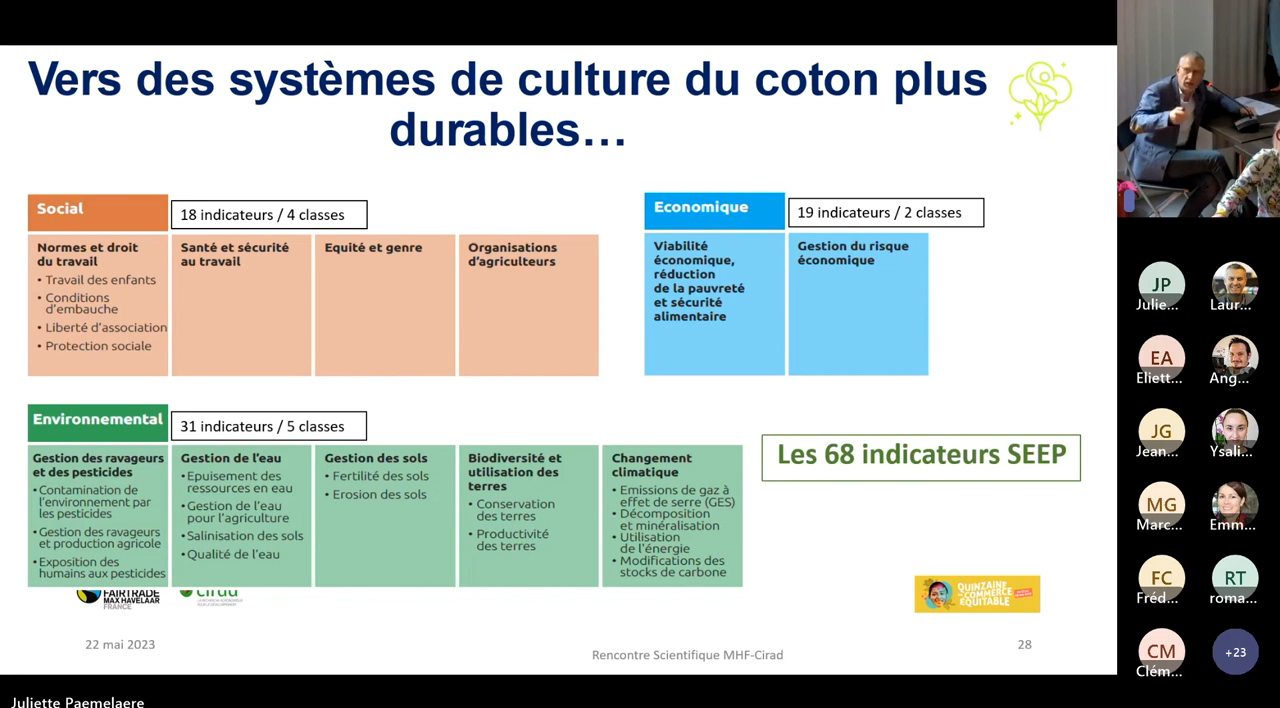 Vers des systèmes de culture du coton plus
durables…
Social
18 indicateurs / 4 classes
Normes et droit
du travail
• Travail des enfants
• Conditions
d'embauche
• Liberté d'association
• Protection sociale
Santé et sécurité
au travail
Equité et genre
Organisations
d'agriculteurs
Economique
19 indicateurs / 2 classes
Viabilité
économique,
réduction
de la pauvreté
et sécurité
alimentaire
Gestion du risque
économique
Environnemental
31 indicateurs / 5 classes
Gestion des ravageurs
et des pesticides
• Contamination de
l'environnement par
les pesticides
• Gestion des ravageurs
et production agricole
• Exposition des
humains aux pesticides
Gestion de l'eau
• Epuisement des
ressources en eau
• Gestion de l'eau
pour l'agriculture
• Salinisation des sols
• Qualité de l'eau
Gestion des sols
• Fertilité des sols
• Erosion des sols
Biodiversité et
utilisation des
terres
• Conservation
des terres
• Productivité
des terres
Changement
climatique
• Emissions de gaz à
effet de serre (GES)
• Décomposition
et minéralisation
• Utilisation
de l'énergie
• Modifications des
stocks de carbone
Les 68 indicateurs SEEP
FAIRTRADE
MAX HAVELAAR
FRANCE
cirad
QUINZAINE
DU COMMERCE
ÉQUITABLE
22 mai 2023
Rencontre Scientifique MHF-Cirad
28
JP
Julie...
Laur...
EA
Eliett...
Ang...
JG
Jean...
Ysali...
MG
Marc...
Emm...
FC
Fréd...
RT
roma...
CM
Clém...
+23
Juliette Paemelaere